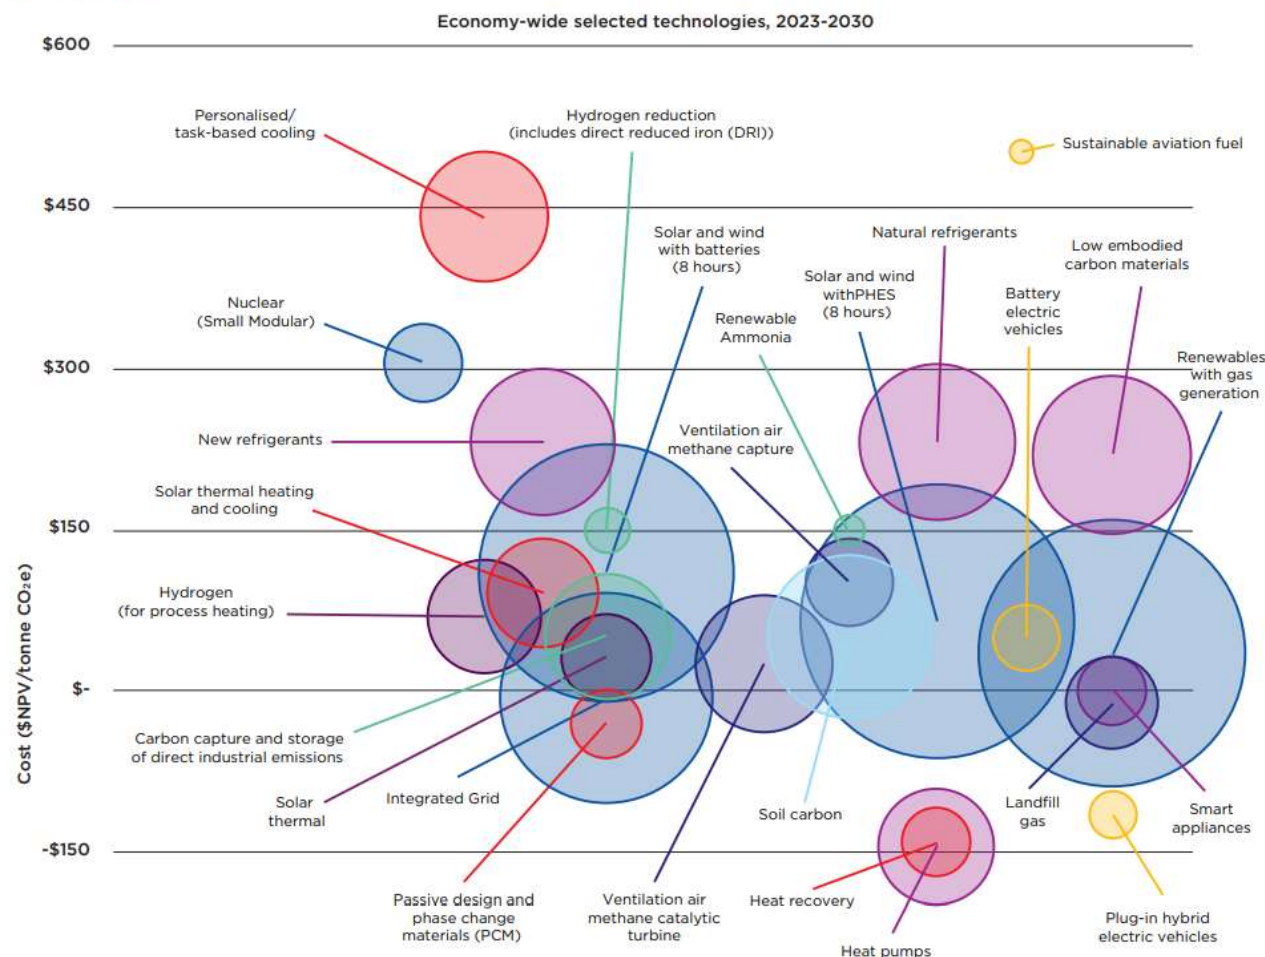 Economy-wide selected technologies, 2023-2030
$600
$450
$300
$150
$-
-$150
Cost ($NPV/tonne CO₂e)
Personalised/
task-based cooling
Hydrogen reduction
(includes direct reduced iron (DRI))
Sustainable aviation fuel
Solar and wind
with batteries
(8 hours)
Natural refrigerants
Low embodied
carbon materials
Solar and wind
withPHES
(8 hours)
Nuclear
(Small Modular)
Battery
electric
vehicles
Renewable
Ammonia
Renewables
with gas
generation
New refrigerants
Ventilation air
methane capture
Solar thermal heating
and cooling
Hydrogen
(for process heating)
Carbon capture and storage
of direct industrial emissions
Solar
thermal
Integrated Grid
Soil carbon
Landfill
gas
Smart
appliances
Passive design and
phase change
materials (PCM)
Ventilation air
methane catalytic
turbine
Heat recovery
Heat pumps
Plug-in hybrid
electric vehicles